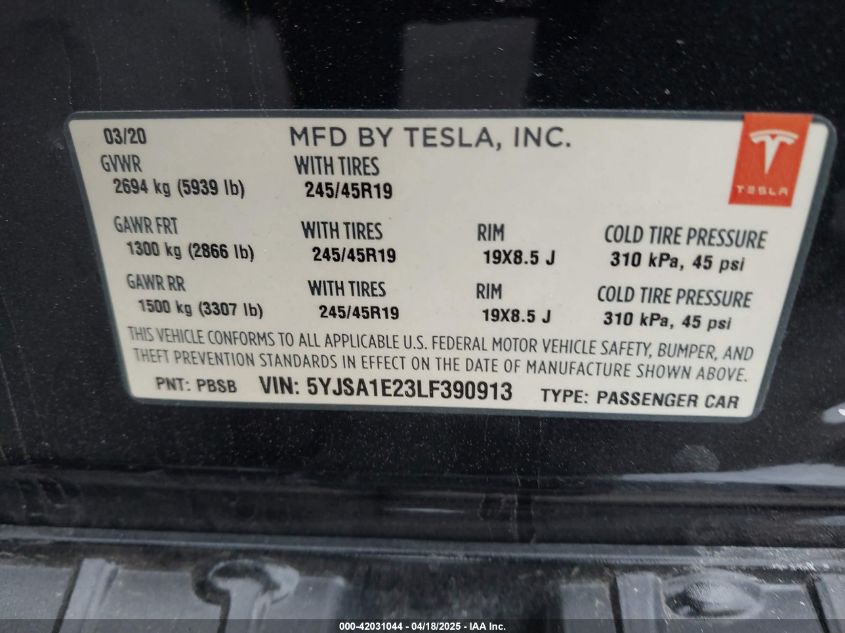 03/20 MFD BY TESLA, INC.
GVWR WITH TIRES
2694 kg (5939 lb) 245/45R19
TESLA
GAWR FRT WITH TIRES RIM COLD TIRE PRESSURE
1300 kg (2866 lb) 245/45R19 19X8.5 J 310 kPa, 45 psi
GAWR RR WITH TIRES RIM COLD TIRE PRESSURE
1500 kg (3307 lb) 245/45R19 19X8.5 J 310 kPa, 45 psi
THIS VEHICLE CONFORMS TO ALL APPLICABLE U.S. FEDERAL MOTOR VEHICLE SAFETY, BUMPER, AND
THEFT PREVENTION STANDARDS IN EFFECT ON THE DATE OF MANUFACTURE SHOWN ABOVE.
PNT: PBSB VIN: 5YJSA1E23LF390913 TYPE: PASSENGER CAR
000-42031044 - 04/18/2025 - IAA Inc.